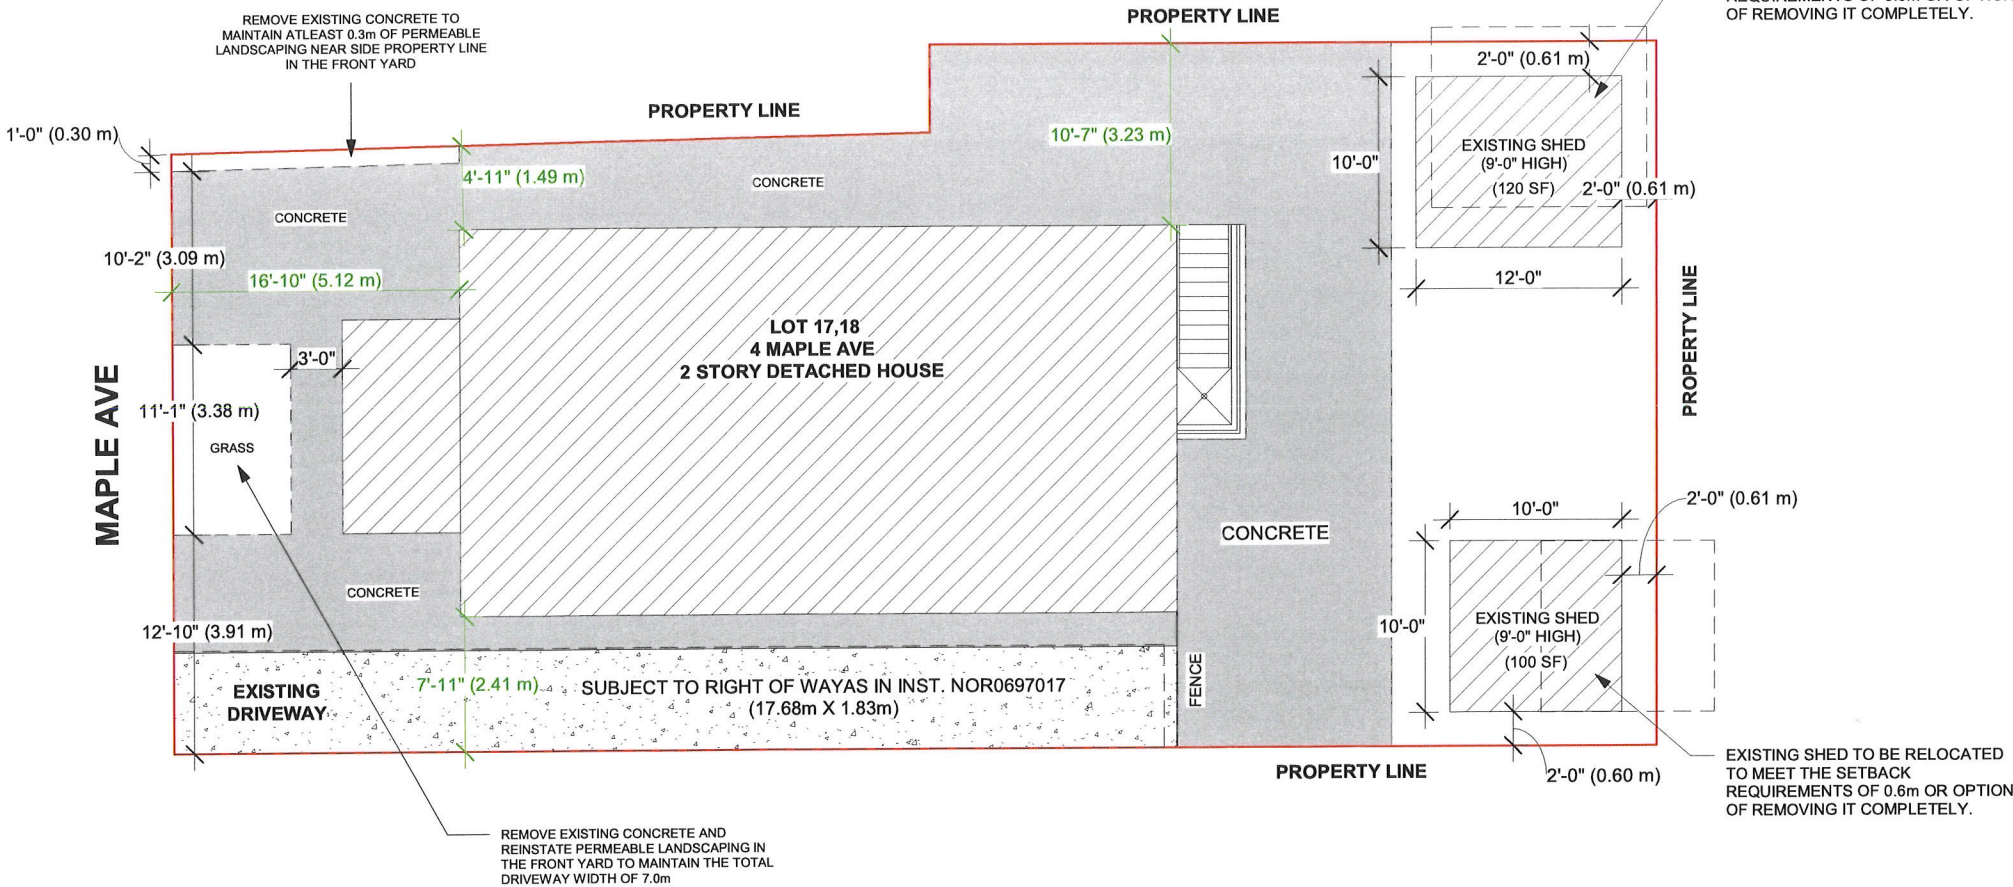 REMOVE EXISTING CONCRETE TO
MAINTAIN ATLEAST 0.3m OF PERMEABLE
LANDSCAPING NEAR SIDE PROPERTY LINE
IN THE FRONT YARD
PROPERTY LINE
OF REMOVING IT COMPLETELY.
2'-0" (0.61 m)
PROPERTY LINE
1'-0" (0.30 m)
10'-7" (3.23 m)
EXISTING SHED
(9'-0" HIGH)
(120 SF)
10'-0"
2'-0" (0.61 m)
4'-11" (1.49 m)
CONCRETE
CONCRETE
10'-2" (3.09 m)
16'-10" (5.12 m)
12'-0"
PROPERTY LINE
LOT 17,18
4 MAPLE AVE
2 STORY DETACHED HOUSE
3'-0"
MAPLE AVE
11'-1" (3.38 m)
GRASS
2'-0" (0.61 m)
10'-0"
CONCRETE
CONCRETE
12'-10" (3.91 m)
10'-0"
EXISTING SHED
(9'-0" HIGH)
(100 SF)
EXISTING
DRIVEWAY
7'-11" (2.41 m)
SUBJECT TO RIGHT OF WAYAS IN INST. NOR0697017
(17.68m X 1.83m)
FENCE
PROPERTY LINE
2'-0" (0.60 m)
EXISTING SHED TO BE RELOCATED
TO MEET THE SETBACK
REQUIREMENTS OF 0.6m OR OPTION
OF REMOVING IT COMPLETELY.
REMOVE EXISTING CONCRETE AND
REINSTATE PERMEABLE LANDSCAPING IN
THE FRONT YARD TO MAINTAIN THE TOTAL
DRIVEWAY WIDTH OF 7.0m